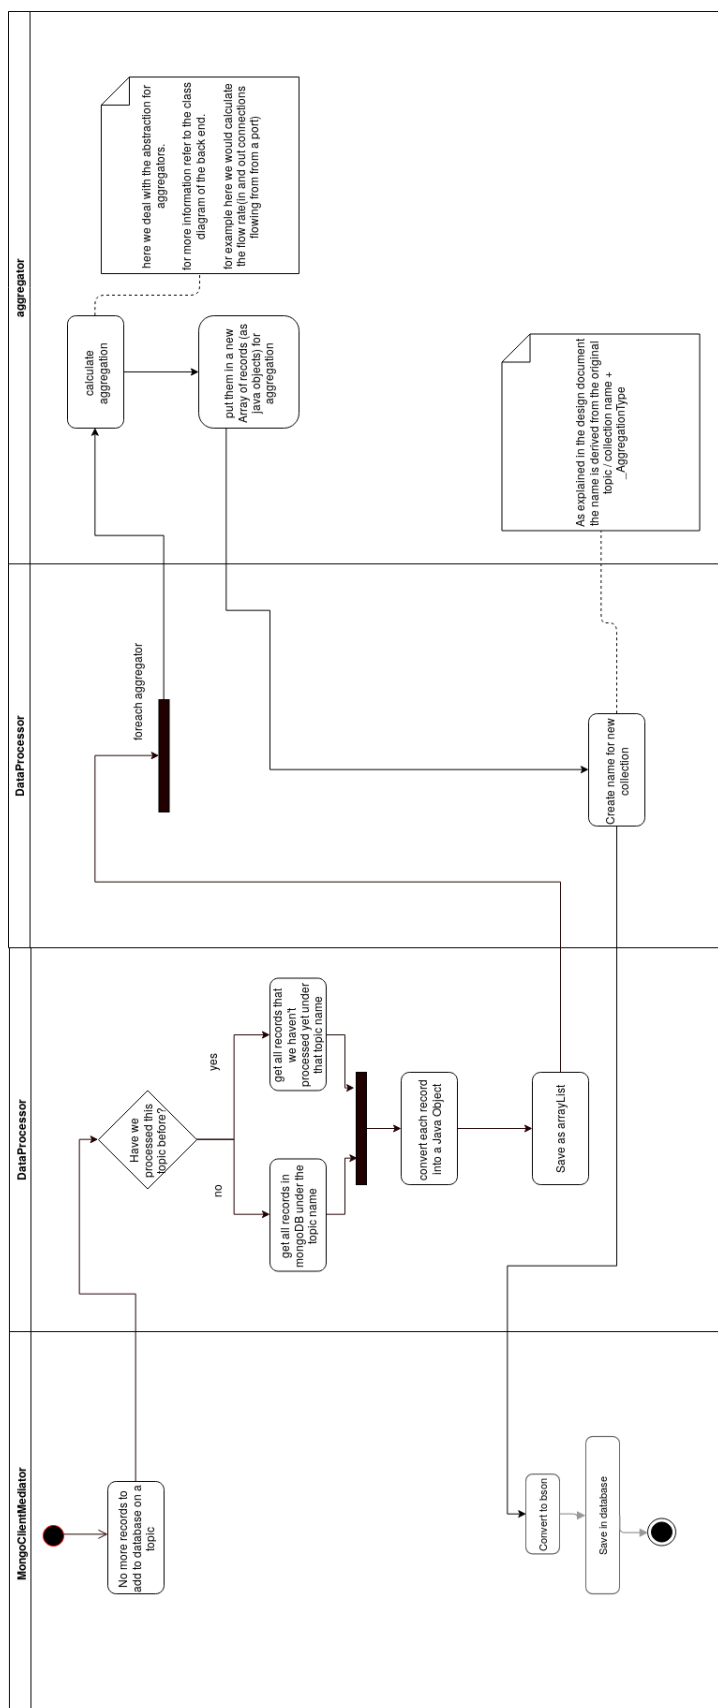 MongoClientMediator
DataProcessor
DataProcessor
aggregator
No more records to
add to database on a
topic
Have we
processed this
topic before?
no
yes
get all records in
mongoDB under the
topic name
get all records that
we haven't
processed yet under
that topic name
convert each record
into a Java Object
Save as arrayList
foreach aggregator
calculate
aggregation
here we deal with the abstraction for
aggregators.
for more information refer to the class
diagram of the back end.
for example here we would calculate
the flow rate(in and out connections
flowing from from a port)
put them in a new
Array of records (as
java objects) for
aggregation
Create name for new
collection
As explained in the design document
the name is derived from the original
topic / collection name +
_AggregationType
Convert to bson
Save in database